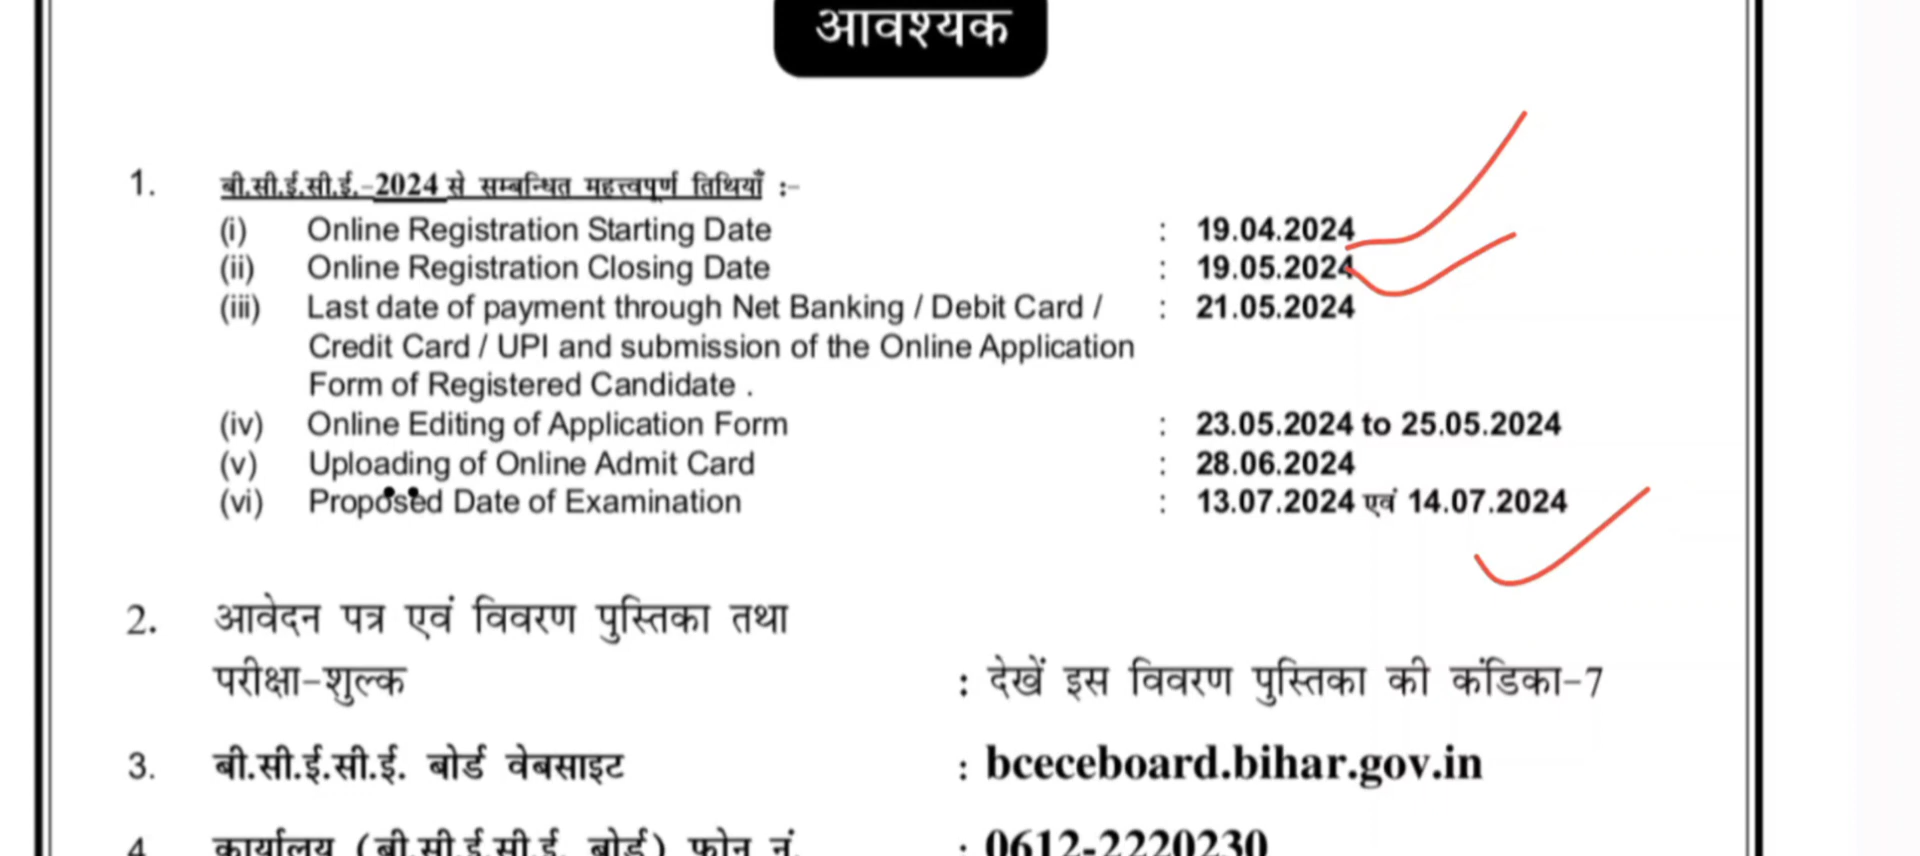 आवश्यक
1. बी.सी.ई.सी.ई.-2024 से सम्बन्धित महत्त्वपूर्ण तिथियाँ :-
(i) Online Registration Starting Date : 19.04.2024
(ii) Online Registration Closing Date : 19.05.2024
(iii) Last date of payment through Net Banking / Debit Card / : 21.05.2024
Credit Card / UPI and submission of the Online Application
Form of Registered Candidate .
(iv) Online Editing of Application Form : 23.05.2024 to 25.05.2024
(v) Uploading of Online Admit Card : 28.06.2024
(vi) Proposed Date of Examination : 13.07.2024 एवं 14.07.2024
2. आवेदन पत्र एवं विवरण पुस्तिका तथा
परीक्षा-शुल्क : देखें इस विवरण पुस्तिका की कंडिका-7
3. बी.सी.ई.सी.ई. बोर्ड वेबसाइट : bceceboard.bihar.gov.in
4. कार्यालय (बी.सी.ई.सी.ई. बोर्ड) फोन नं. : 0612-2220230